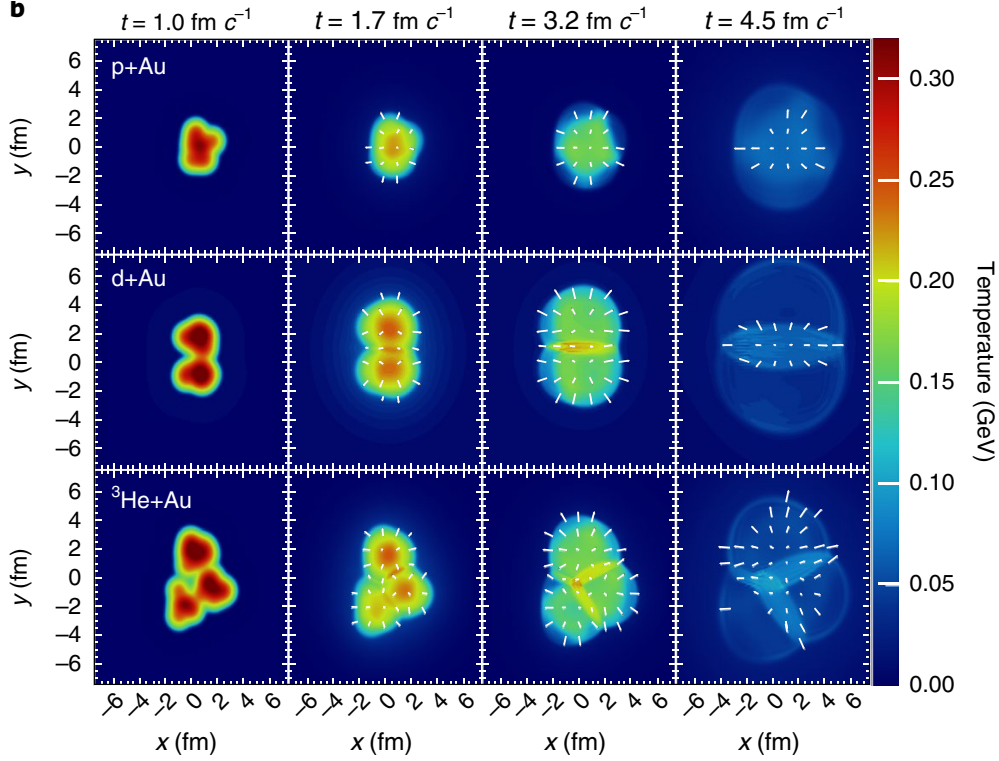 b
t = 1.0 fm c⁻¹ t = 1.7 fm c⁻¹ t = 3.2 fm c⁻¹ t = 4.5 fm c⁻¹
p+Au
6
4
2
0
−2
−4
−6
y (fm)
d+Au
6
4
2
0
−2
−4
−6
y (fm)
³He+Au
6
4
2
0
−2
−4
−6
y (fm)
−6 −4 −2 0 2 4 6 −6 −4 −2 0 2 4 6 −6 −4 −2 0 2 4 6 −6 −4 −2 0 2 4 6
x (fm) x (fm) x (fm) x (fm)
0.30
0.25
0.20
0.15
0.10
0.05
0.00
Temperature (GeV)